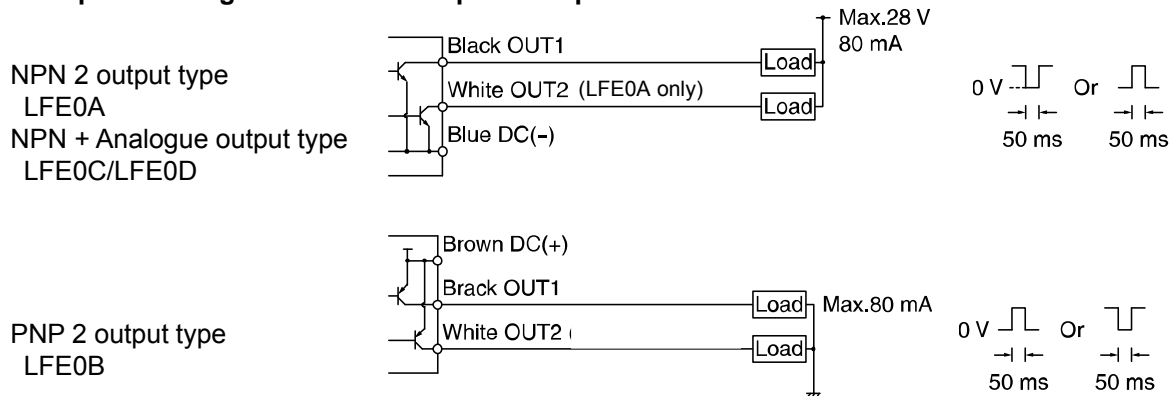 Max.28 V
80 mA
NPN 2 output type
LFE0A
NPN + Analogue output type
LFE0C/LFE0D
Black OUT1
White OUT2 (LFE0A only)
Blue DC(-)
Load
Load
0 V
Or
50 ms
50 ms
PNP 2 output type
LFE0B
Brown DC(+)
Brack OUT1
White OUT2 (
Load
Load
Max.80 mA
0 V
Or
50 ms
50 ms